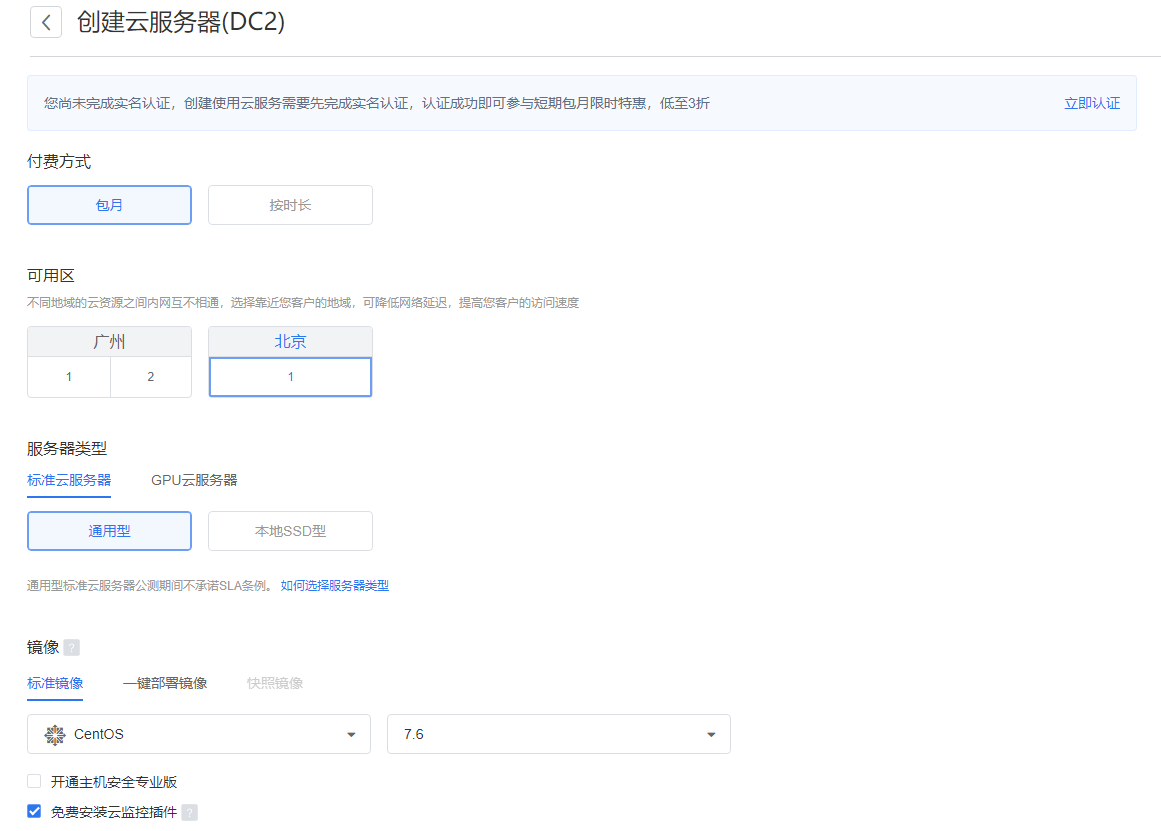 创建云服务器(DC2)
您尚未完成实名认证，创建使用云服务需要先完成实名认证，认证成功即可参与短期包月限时特惠，低至3折 立即认证
付费方式
包月 按时长
可用区
不同地域的云资源之间内网互不相通，选择靠近您客户的地域，可降低网络延迟，提高您客户的访问速度
广州 北京
1 2 1
服务器类型
标准云服务器 GPU云服务器
通用型 本地SSD型
通用型标准云服务器公测期间不承诺SLA条例。 如何选择服务器类型
镜像 ?
标准镜像 一键部署镜像 快照镜像
CentOS 7.6
开通主机安全专业版
免费安装云监控插件 ?